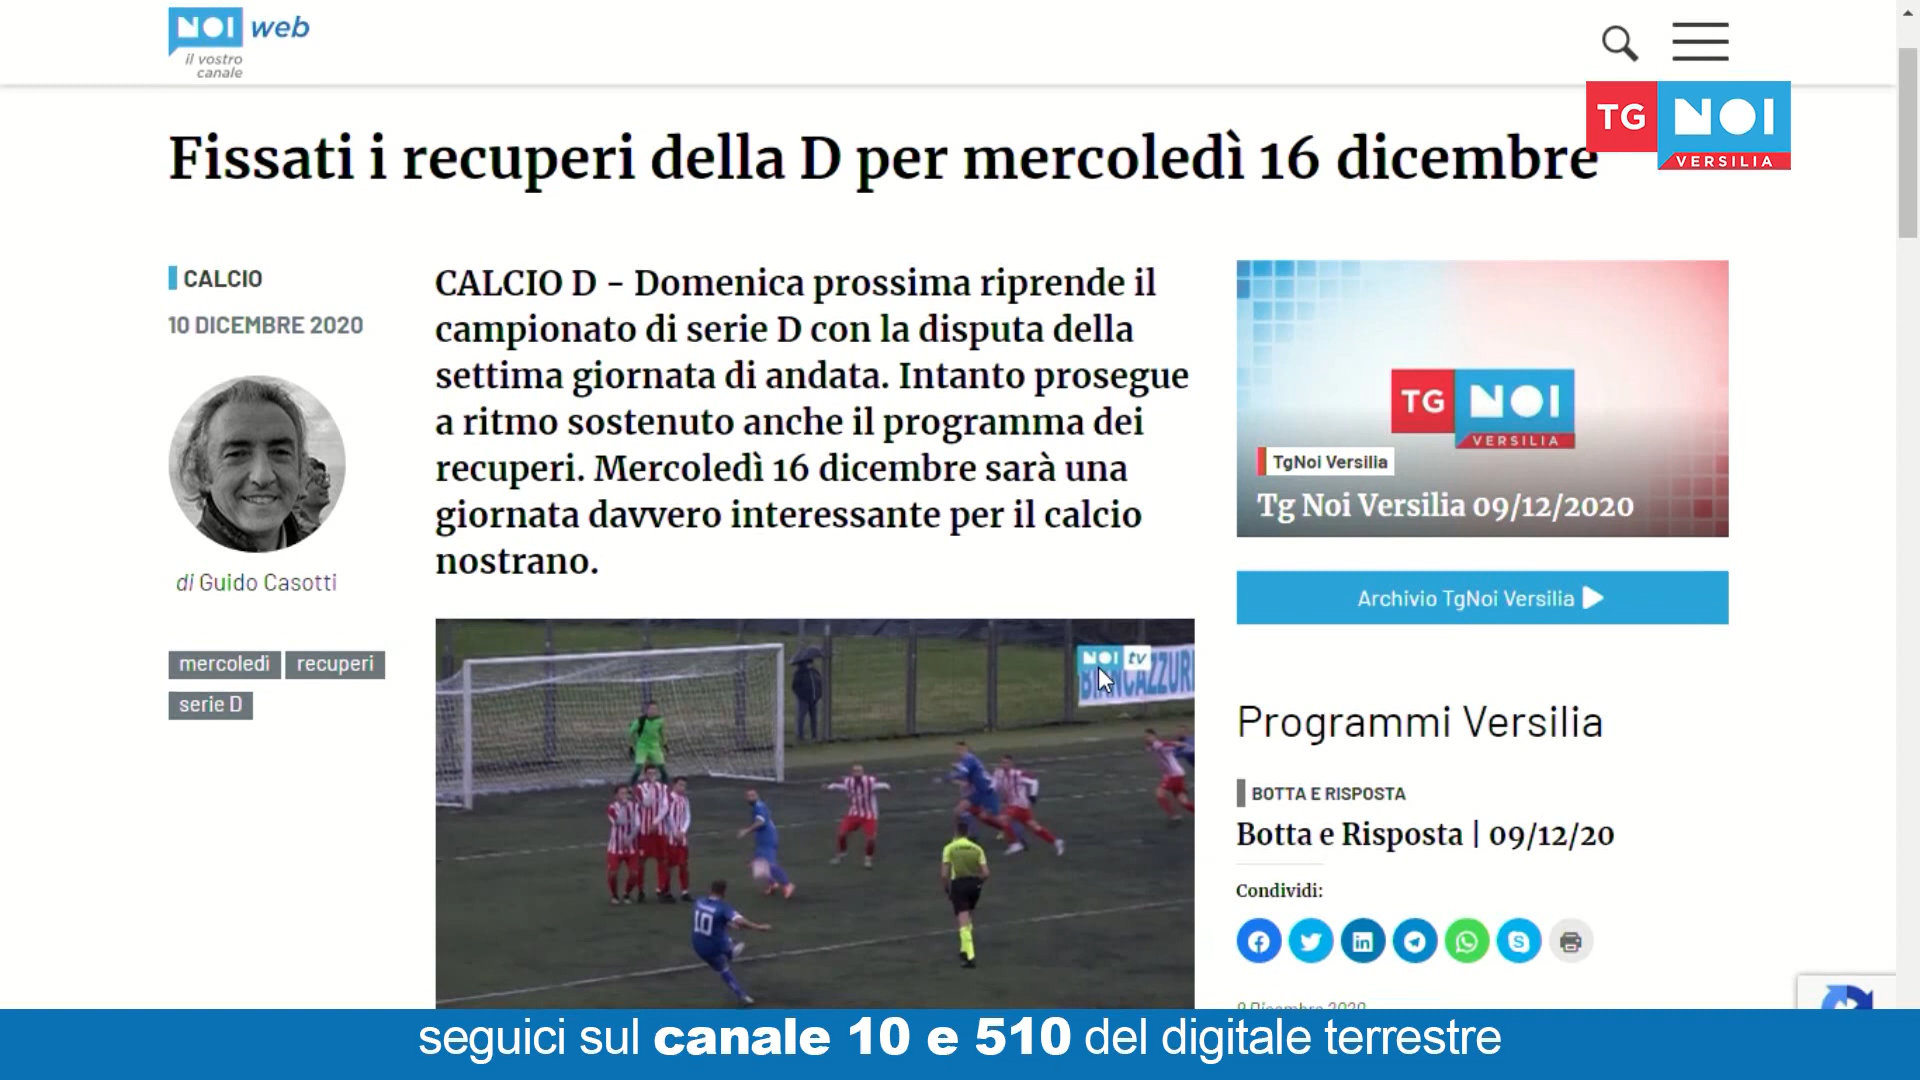 NOI web
il vostro
canale
TG NOI
VERSILIA
Fissati i recuperi della D per mercoledì 16 dicembre
CALCIO
10 DICEMBRE 2020
di Guido Casotti
mercoledì recuperi
serie D
CALCIO D - Domenica prossima riprende il
campionato di serie D con la disputa della
settima giornata di andata. Intanto prosegue
a ritmo sostenuto anche il programma dei
recuperi. Mercoledì 16 dicembre sarà una
giornata davvero interessante per il calcio
nostrano.
NOI tv
BIANCAZZURRI
10
TG NOI
VERSILIA
TgNoi Versilia
Tg Noi Versilia 09/12/2020
Archivio TgNoi Versilia
Programmi Versilia
BOTTA E RISPOSTA
Botta e Risposta | 09/12/20
Condividi:
9 Dicembre 2020
seguici sul canale 10 e 510 del digitale terrestre